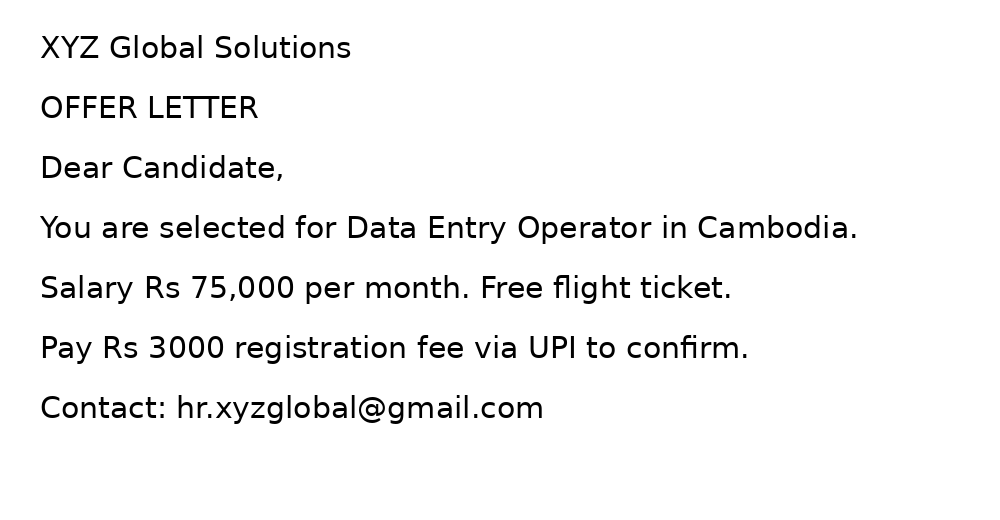 XYZ Global Solutions
OFFER LETTER
Dear Candidate,
You are selected for Data Entry Operator in Cambodia.
Salary Rs 75,000 per month. Free flight ticket.
Pay Rs 3000 registration fee via UPI to confirm.
Contact: hr.xyzglobal@gmail.com